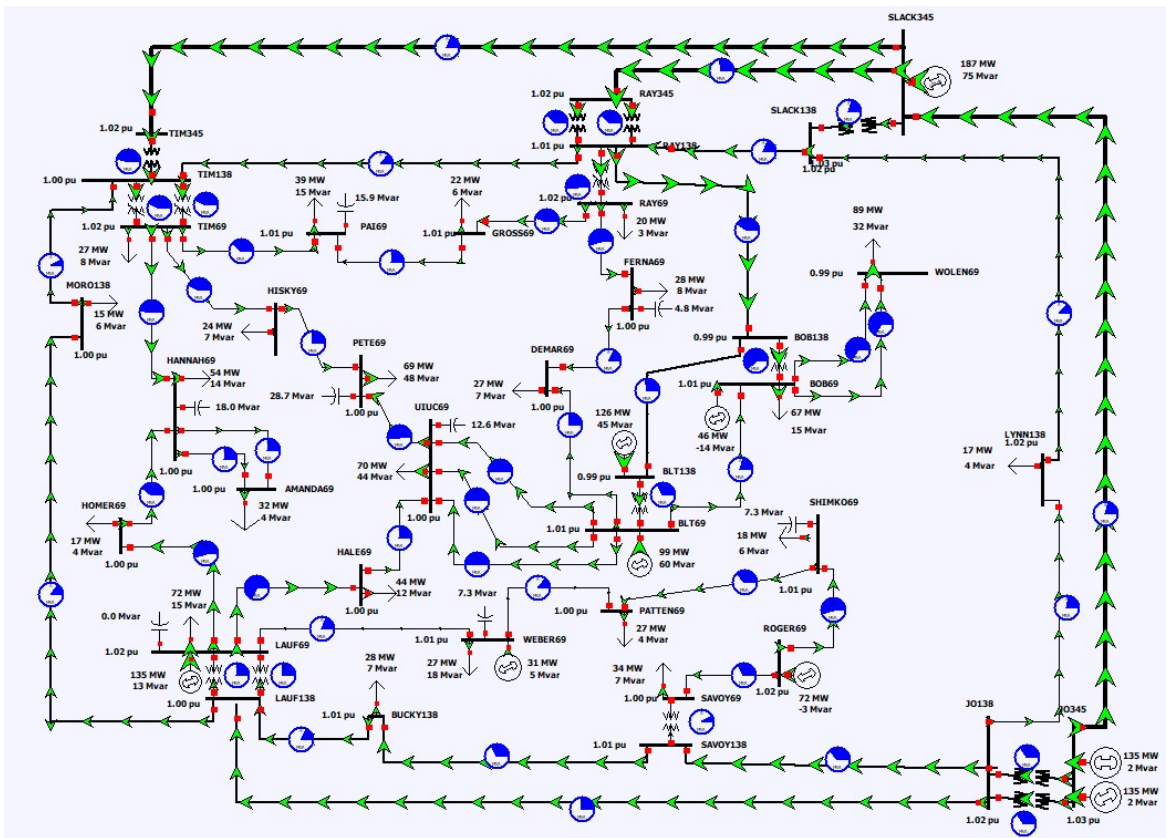 SLACK345
187 MW
75 Mvar
RAY345
1.02 pu
SLACK138
TIM345
1.02 pu
1.01 pu
RAY138
1.03 pu
1.02 pu
TIM138
1.00 pu
39 MW
15 Mvar
15.9 Mvar
22 MW
6 Mvar
RAY69
1.02 pu
89 MW
32 Mvar
1.02 pu
TIM69
1.01 pu
PAI69
1.01 pu
GROSS69
20 MW
3 Mvar
27 MW
8 Mvar
FERNA69
0.99 pu
WOLEN69
MORO138
HISKY69
28 MW
8 Mvar
15 MW
6 Mvar
4.8 Mvar
24 MW
7 Mvar
1.00 pu
1.00 pu
PETE69
0.99 pu
BOB138
HANNAH69
54 MW
14 Mvar
69 MW
48 Mvar
DEMAR69
27 MW
7 Mvar
1.01 pu
BOB69
28.7 Mvar
1.00 pu
UIUC69
1.00 pu
18.0 Mvar
12.6 Mvar
126 MW
45 Mvar
46 MW
-14 Mvar
67 MW
15 Mvar
LYNN138
1.02 pu
1.00 pu
70 MW
44 Mvar
BLT138
0.99 pu
17 MW
4 Mvar
1.00 pu
AMANDA69
SHIMKO69
HOMER69
32 MW
4 Mvar
1.00 pu
7.3 Mvar
1.01 pu
BLT69
18 MW
6 Mvar
17 MW
4 Mvar
1.00 pu
HALE69
99 MW
60 Mvar
72 MW
15 Mvar
44 MW
12 Mvar
7.3 Mvar
1.01 pu
0.0 Mvar
1.00 pu
1.00 pu
PATTEN69
1.01 pu
WEBER69
27 MW
4 Mvar
ROGER69
1.02 pu
LAUF69
28 MW
7 Mvar
27 MW
18 Mvar
31 MW
5 Mvar
34 MW
7 Mvar
135 MW
13 Mvar
1.02 pu
72 MW
-3 Mvar
1.00 pu
SAVOY69
1.00 pu
LAUF138
1.01 pu
BUCKY138
JO138
JO345
1.01 pu
SAVOY138
135 MW
2 Mvar
135 MW
2 Mvar
1.02 pu
1.03 pu